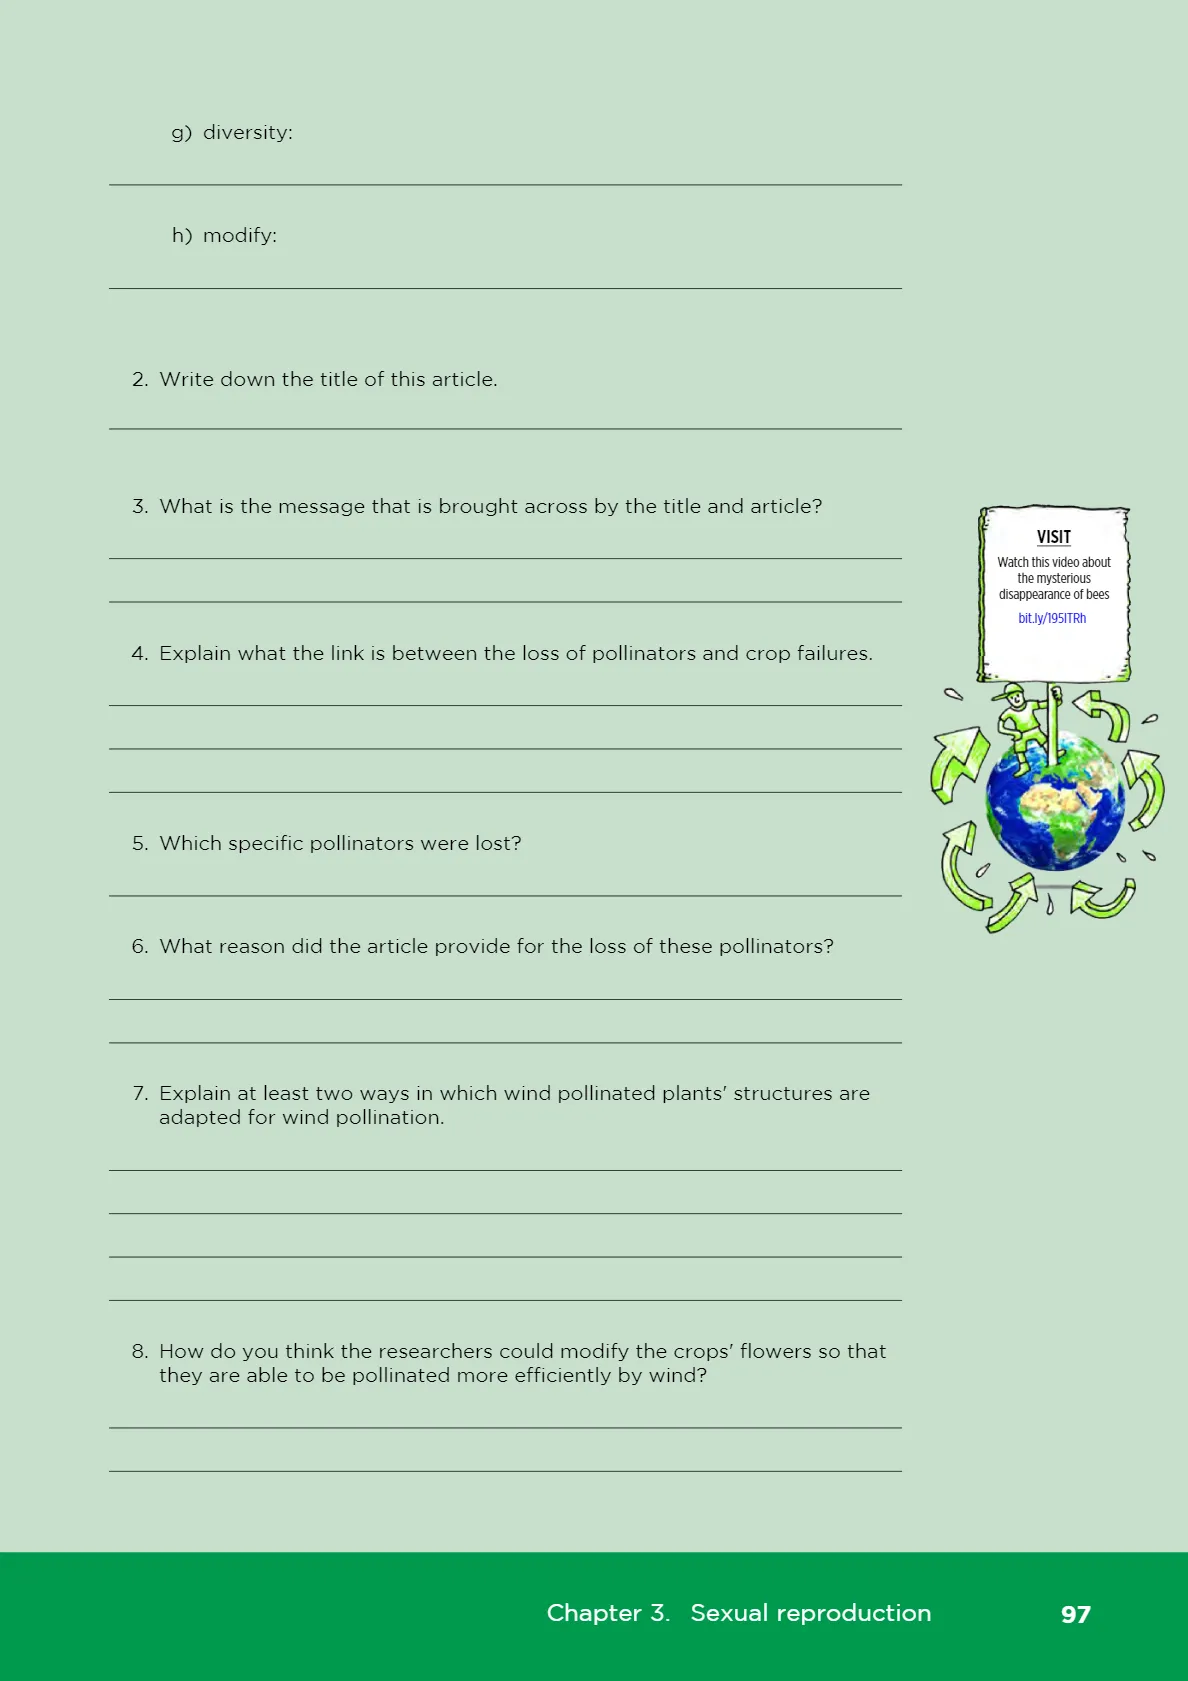 g) diversity:
h) modify:
2. Write down the title of this article.
3. What is the message that is brought across by the title and article?
VISIT
Watch this video about
the mysterious
disappearance of bees
bit.ly/195ITRh
4. Explain what the link is between the loss of pollinators and crop failures.
5. Which specific pollinators were lost?
6. What reason did the article provide for the loss of these pollinators?
7. Explain at least two ways in which wind pollinated plants' structures are
adapted for wind pollination.
8. How do you think the researchers could modify the crops' flowers so that
they are able to be pollinated more efficiently by wind?
Chapter 3. Sexual reproduction
97